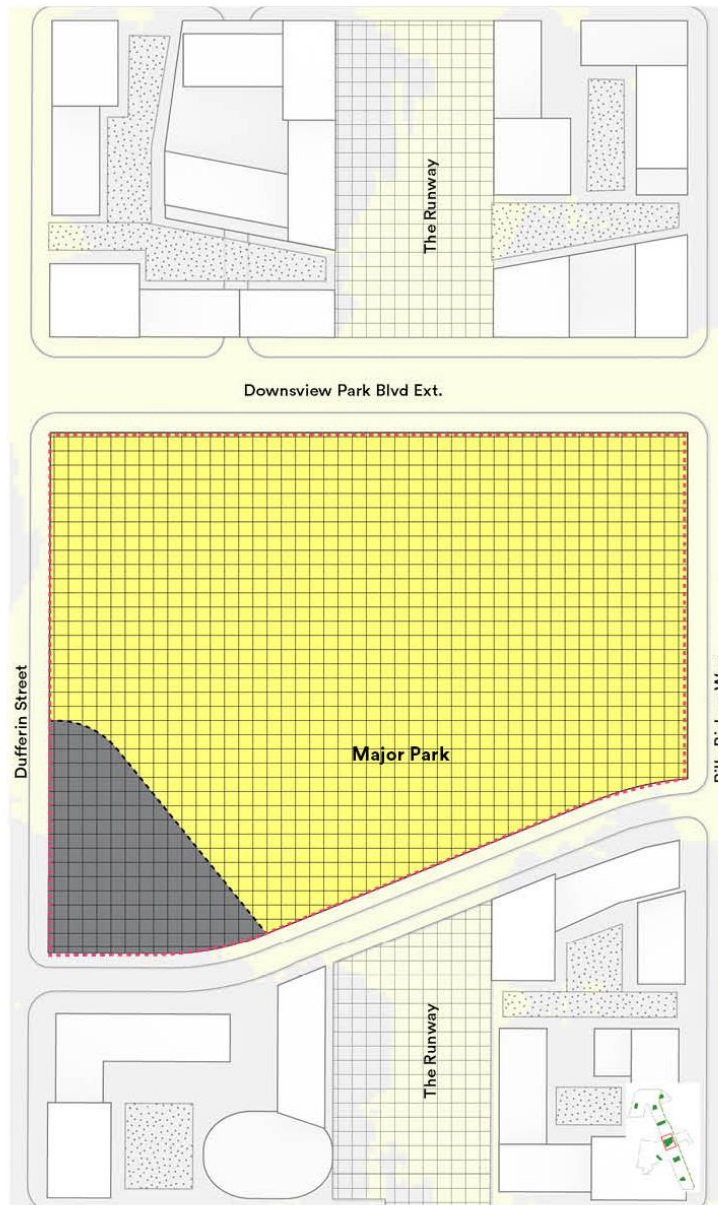 The Runway
Downsview Park Blvd Ext.
Dufferin Street
Major Park
The Runway